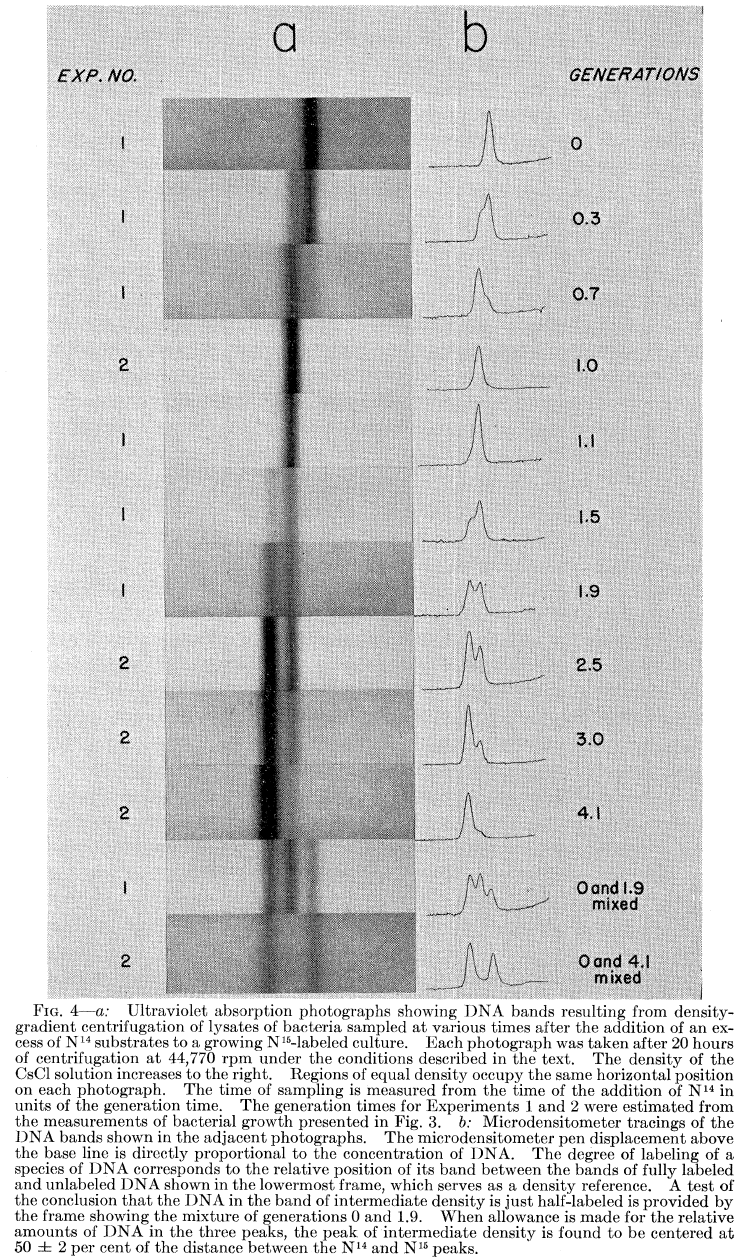 a b
EXP. NO. GENERATIONS
1 0
1 0.3
1 0.7
2 1.0
1 1.1
1 1.5
1 1.9
2 2.5
2 3.0
2 4.1
1 0 and 1.9
mixed
2 0 and 4.1
mixed
FIG. 4—a: Ultraviolet absorption photographs showing DNA bands resulting from density-
gradient centrifugation of lysates of bacteria sampled at various times after the addition of an ex-
cess of N¹⁴ substrates to a growing N¹⁵-labeled culture. Each photograph was taken after 20 hours
of centrifugation at 44,770 rpm under the conditions described in the text. The density of the
CsCl solution increases to the right. Regions of equal density occupy the same horizontal position
on each photograph. The time of sampling is measured from the time of the addition of N¹⁴ in
units of the generation time. The generation times for Experiments 1 and 2 were estimated from
the measurements of bacterial growth presented in Fig. 3. b: Microdensitometer tracings of the
DNA bands shown in the adjacent photographs. The microdensitometer pen displacement above
the base line is directly proportional to the concentration of DNA. The degree of labeling of a
species of DNA corresponds to the relative position of its band between the bands of fully labeled
and unlabeled DNA shown in the lowermost frame, which serves as a density reference. A test of
the conclusion that the DNA in the band of intermediate density is just half-labeled is provided by
the frame showing the mixture of generations 0 and 1.9. When allowance is made for the relative
amounts of DNA in the three peaks, the peak of intermediate density is found to be centered at
50 ± 2 per cent of the distance between the N¹⁴ and N¹⁵ peaks.